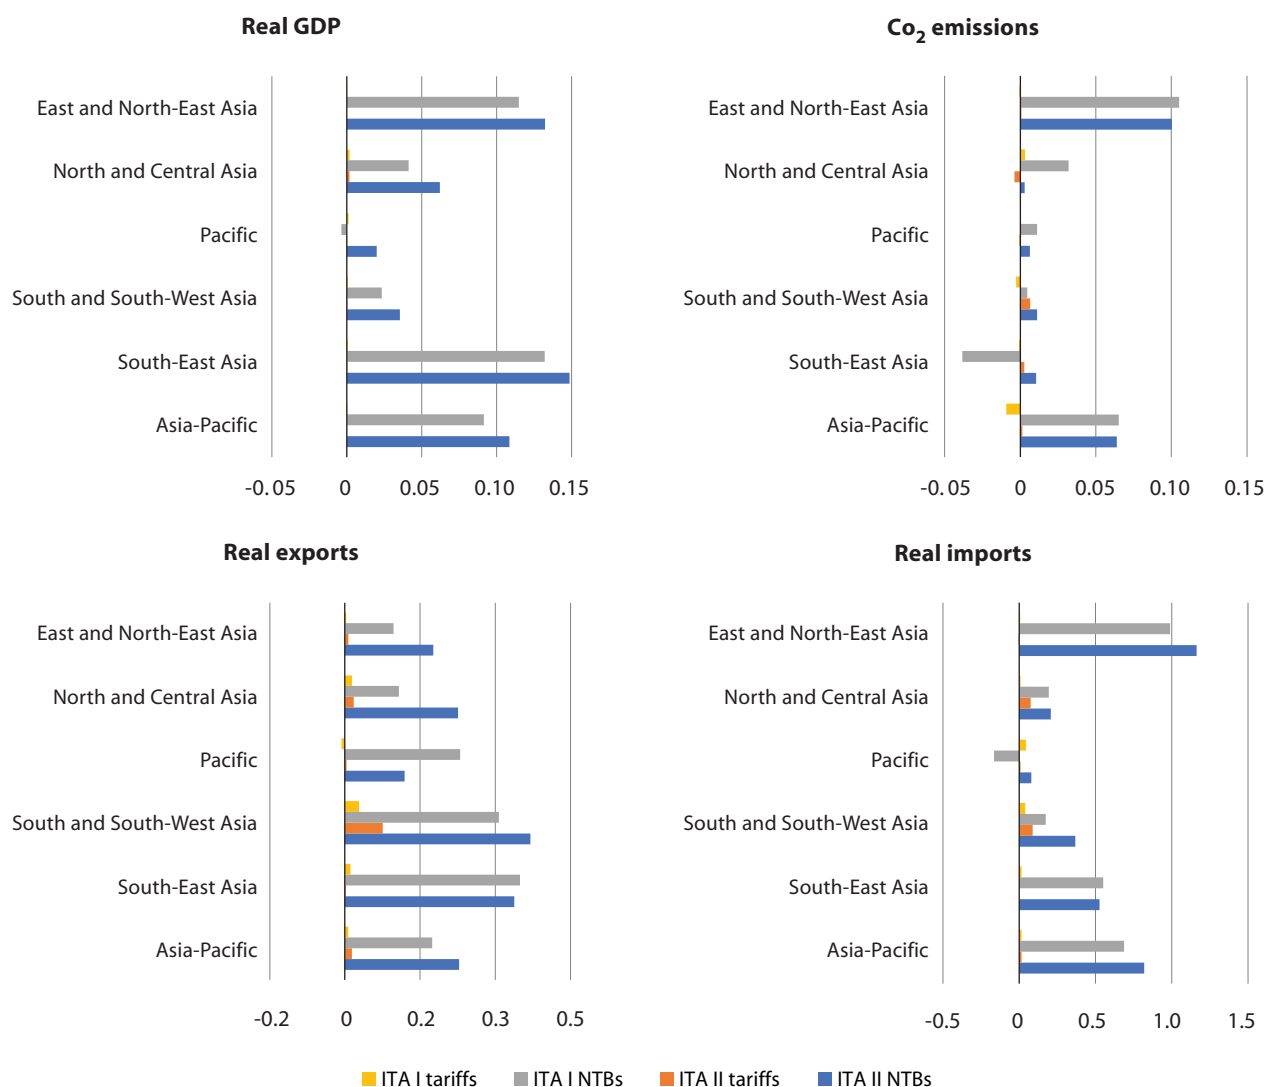 Real GDP
East and North-East Asia
North and Central Asia
Pacific
South and South-West Asia
South-East Asia
Asia-Pacific
-0.05 0 0.05 0.10 0.15
Co2 emissions
East and North-East Asia
North and Central Asia
Pacific
South and South-West Asia
South-East Asia
Asia-Pacific
-0.05 0 0.05 0.10 0.15
Real exports
East and North-East Asia
North and Central Asia
Pacific
South and South-West Asia
South-East Asia
Asia-Pacific
-0.2 0 0.2 0.3 0.5
Real imports
East and North-East Asia
North and Central Asia
Pacific
South and South-West Asia
South-East Asia
Asia-Pacific
-0.5 0 0.5 1.0 1.5
ITA I tariffs ITA I NTBs ITA II tariffs ITA II NTBs